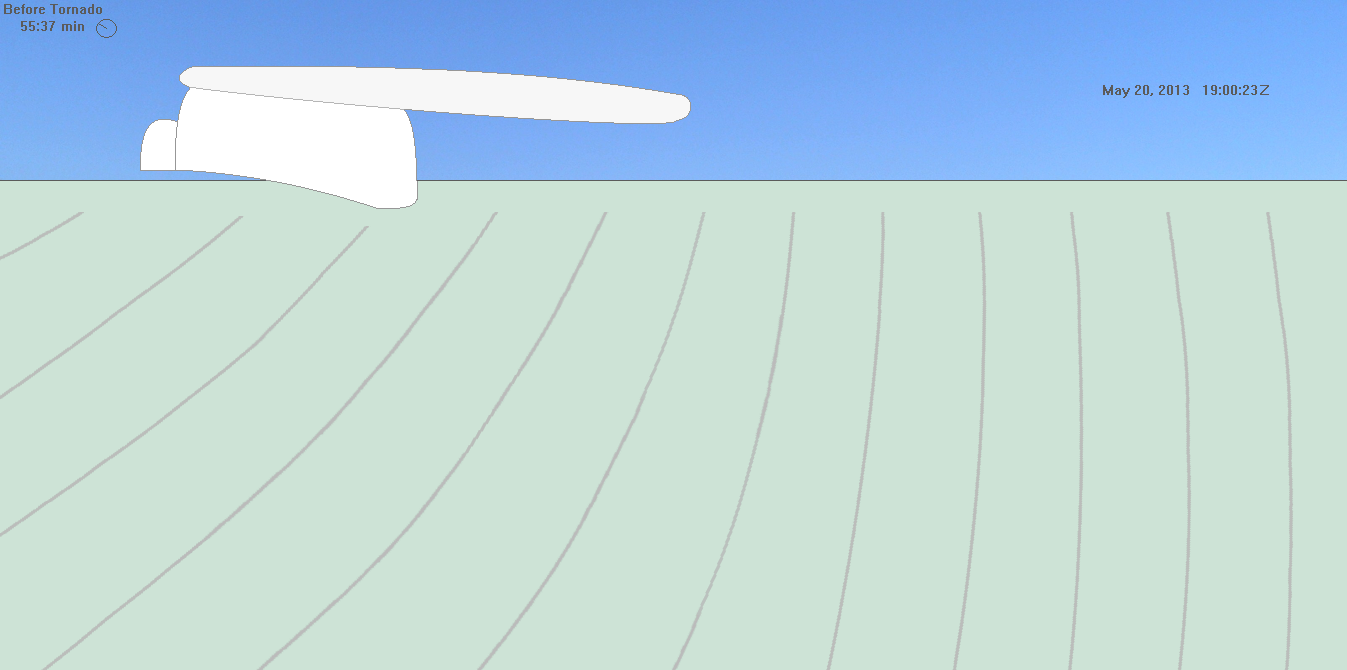 Before Tornado
55:37 min
May 20, 2013 19:00:23Z